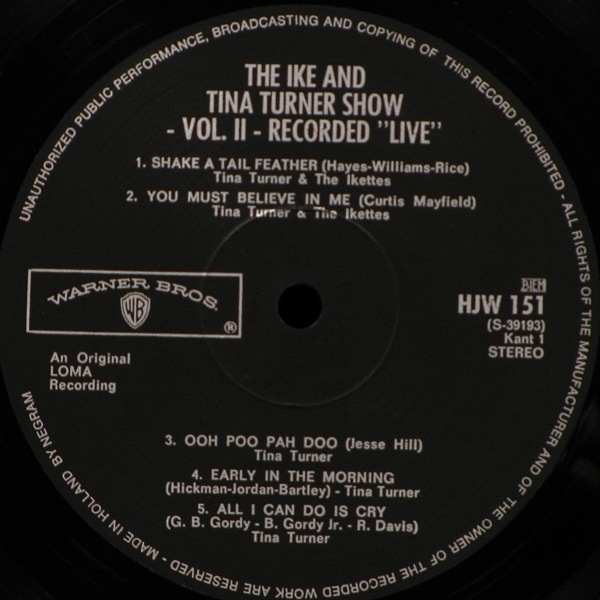 UNAUTHORIZED PUBLIC PERFORMANCE, BROADCASTING AND COPYING OF THIS RECORD PROHIBITED - ALL RIGHTS OF THE MANUFACTURER AND OF THE OWNER OF THE RECORDED WORK ARE RESERVED - MADE IN HOLLAND BY NEGRAM
THE IKE AND
TINA TURNER SHOW
- VOL. II - RECORDED "LIVE"
1. SHAKE A TAIL FEATHER (Hayes-Williams-Rice)
Tina Turner & The Ikettes
2. YOU MUST BELIEVE IN ME (Curtis Mayfield)
Tina Turner & The Ikettes
WARNER BROS.
WB
®
An Original
LOMA
Recording
BIEM
HJW 151
(S-39193)
Kant 1
STEREO
3. OOH POO PAH DOO (Jesse Hill)
Tina Turner
4. EARLY IN THE MORNING
(Hickman-Jordan-Bartley) - Tina Turner
5. ALL I CAN DO IS CRY
(G. B. Gordy - B. Gordy Jr. - R. Davis)
Tina Turner